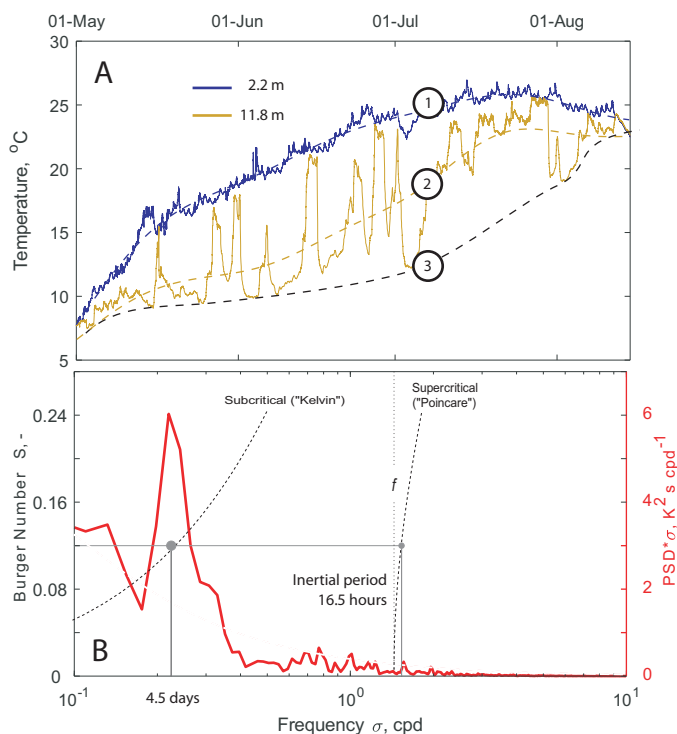 01-May 01-Jun 01-Jul 01-Aug
30
25
20
15
10
5
Temperature, °C
A
2.2 m
11.8 m
1
2
3
0.24
0.16
0.08
0
Burger Number S, -
B
Subcritical ("Kelvin")
Supercritical
("Poincare")
f
Inertial period
16.5 hours
6
4
2
0
PSD*σ, K² s cpd⁻¹
10⁻¹ 10⁰ 10¹
4.5 days
Frequency σ, cpd